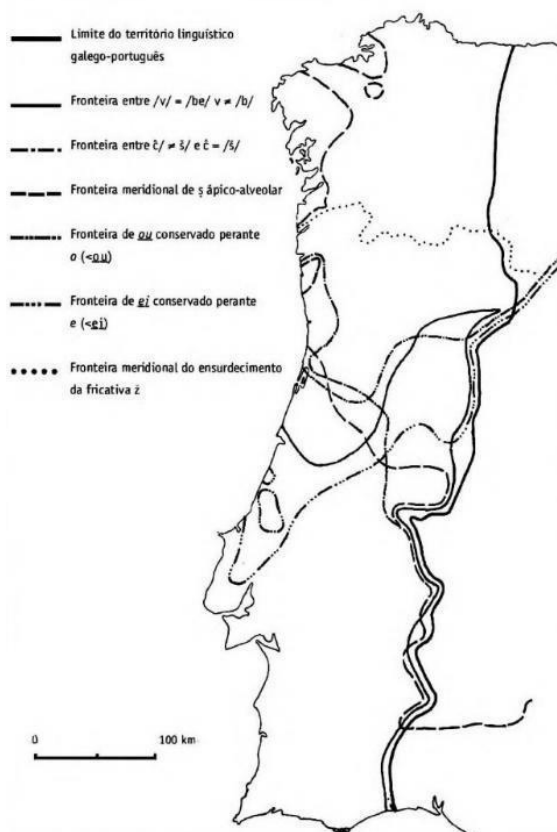 Limite do território linguístico
galego-português
Fronteira entre /v/ = /be/ v ≠ /b/
Fronteira entre ĉ/ ≠ š/ e ĉ = /š/
Fronteira meridional de ş ápico-alveolar
Fronteira de ou conservado perante
o (<ou)
Fronteira de ei conservado perante
e (<ei)
Fronteira meridional do ensurdecimento
da fricativa ż
0 100 km